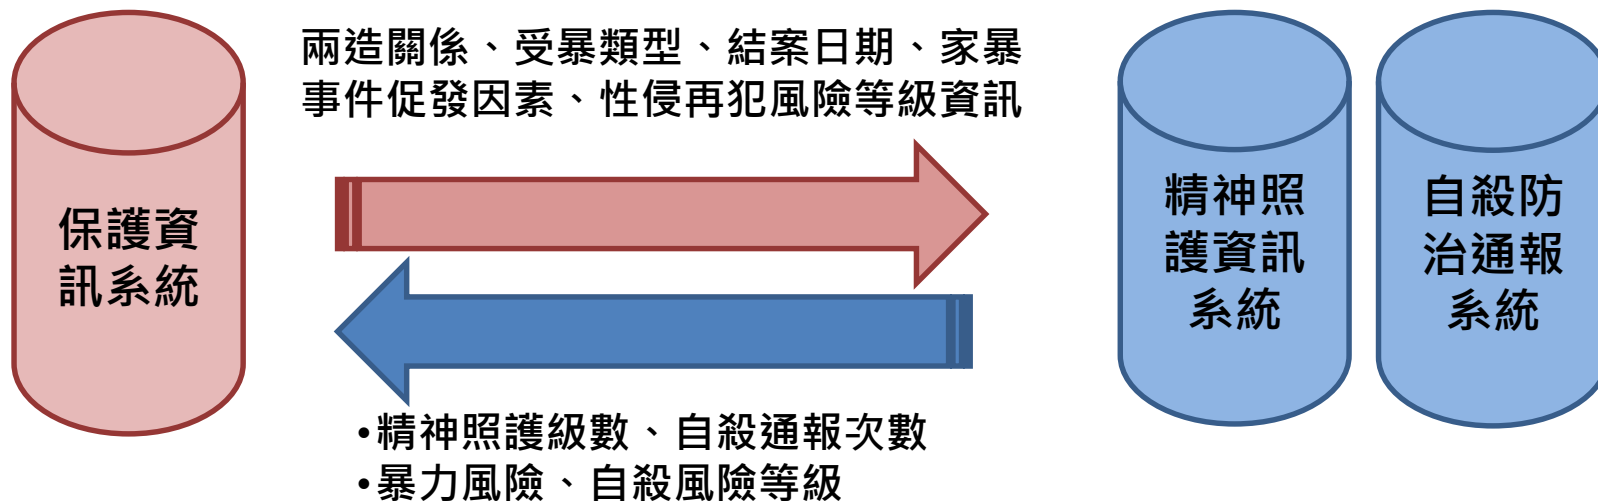 兩造關係、受暴類型、結案日期、家暴
事件促發因素、性侵再犯風險等級資訊
保護資
訊系統
精神照
護資訊
系統
自殺防
治通報
系統
•精神照護級數、自殺通報次數
•暴力風險、自殺風險等級